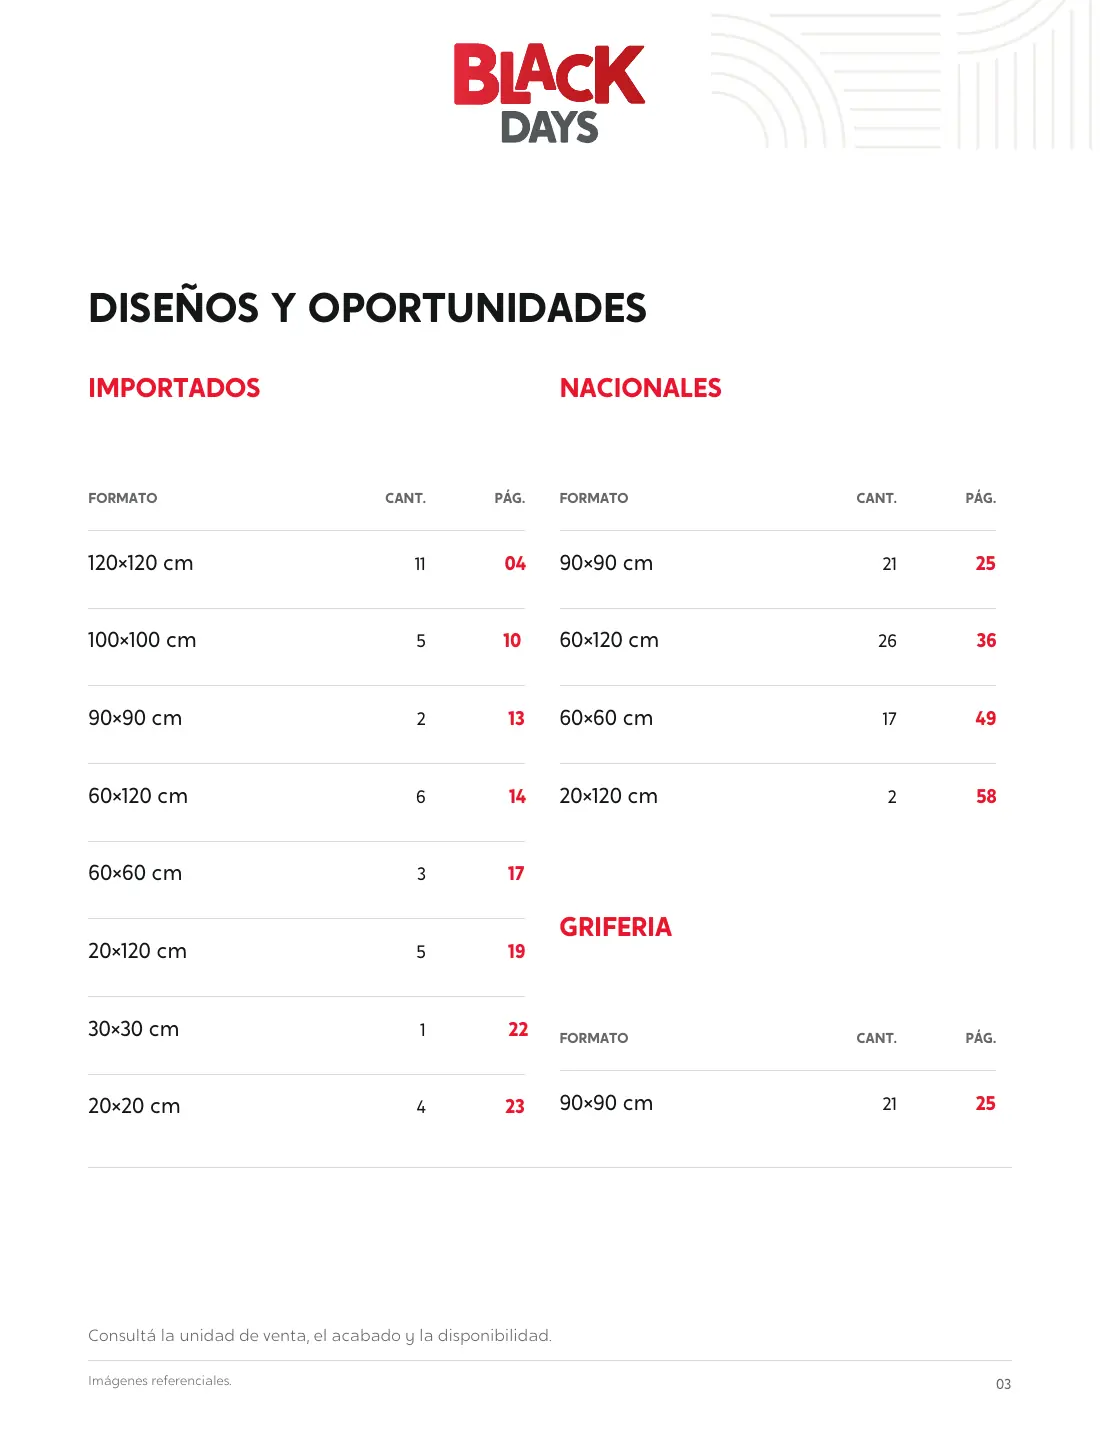 BLACK
DAYS
DISEÑOS Y OPORTUNIDADES
IMPORTADOS
FORMATO CANT. PÁG.
120×120 cm 11 04
100×100 cm 5 10
90×90 cm 2 13
60×120 cm 6 14
60×60 cm 3 17
20×120 cm 5 19
30×30 cm 1 22
20×20 cm 4 23
NACIONALES
FORMATO CANT. PÁG.
90×90 cm 21 25
60×120 cm 26 36
60×60 cm 17 49
20×120 cm 2 58
GRIFERIA
FORMATO CANT. PÁG.
90×90 cm 21 25
Consultá la unidad de venta, el acabado y la disponibilidad.
Imágenes referenciales.
03